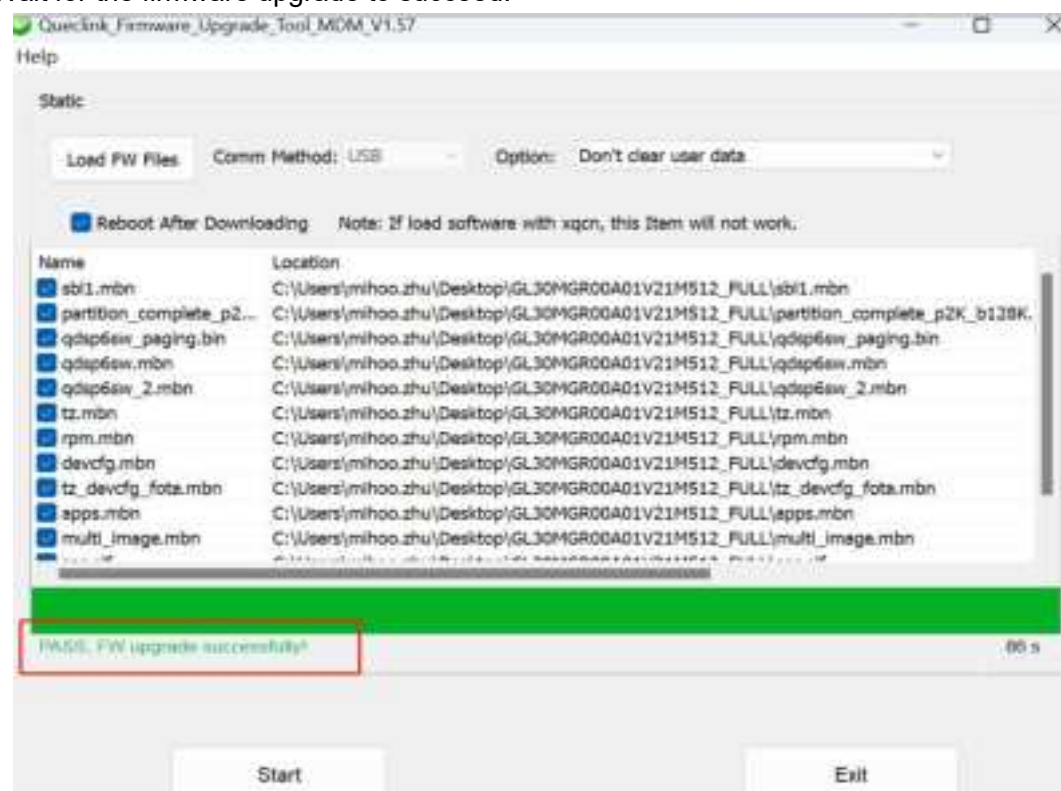 for the firmware upgrade to succeed.
Queclink_Firmware_Upgrade_Tool_MDM_V1.57
Help
Static
Load FW Files Comm Method: USB Option: Don't clear user data
Reboot After Downloading Note: If load software with xqcn, this Item will not work.
Name Location
sbl1.mbn C:\Users\mihoo.zhu\Desktop\GL30MGR00A01V21M512_FULL\sbl1.mbn
partition_complete_p2... C:\Users\mihoo.zhu\Desktop\GL30MGR00A01V21M512_FULL\partition_complete_p2K_b128K.
qdsp6sw_paging.bin C:\Users\mihoo.zhu\Desktop\GL30MGR00A01V21M512_FULL\qdsp6sw_paging.bin
qdsp6sw.mbn C:\Users\mihoo.zhu\Desktop\GL30MGR00A01V21M512_FULL\qdsp6sw.mbn
qdsp6sw_2.mbn C:\Users\mihoo.zhu\Desktop\GL30MGR00A01V21M512_FULL\qdsp6sw_2.mbn
tz.mbn C:\Users\mihoo.zhu\Desktop\GL30MGR00A01V21M512_FULL\tz.mbn
rpm.mbn C:\Users\mihoo.zhu\Desktop\GL30MGR00A01V21M512_FULL\rpm.mbn
devcfg.mbn C:\Users\mihoo.zhu\Desktop\GL30MGR00A01V21M512_FULL\devcfg.mbn
tz_devcfg_fota.mbn C:\Users\mihoo.zhu\Desktop\GL30MGR00A01V21M512_FULL\tz_devcfg_fota.mbn
apps.mbn C:\Users\mihoo.zhu\Desktop\GL30MGR00A01V21M512_FULL\apps.mbn
multi_image.mbn C:\Users\mihoo.zhu\Desktop\GL30MGR00A01V21M512_FULL\multi_image.mbn
PASS. FW upgrade successfully! 86 s
Start Exit